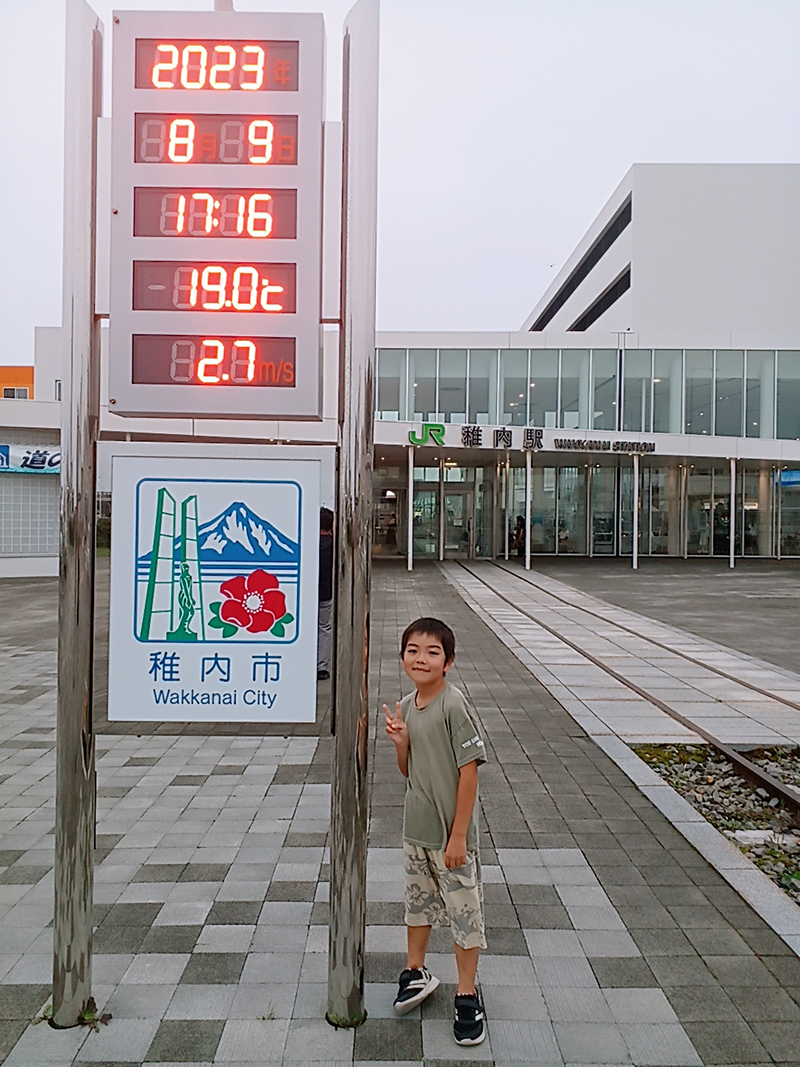 2023年
8月9日
17:16
19.0℃
2.7m/s
JR 稚内駅 WAKKANAI STATION
道の
稚内市
Wakkanai City